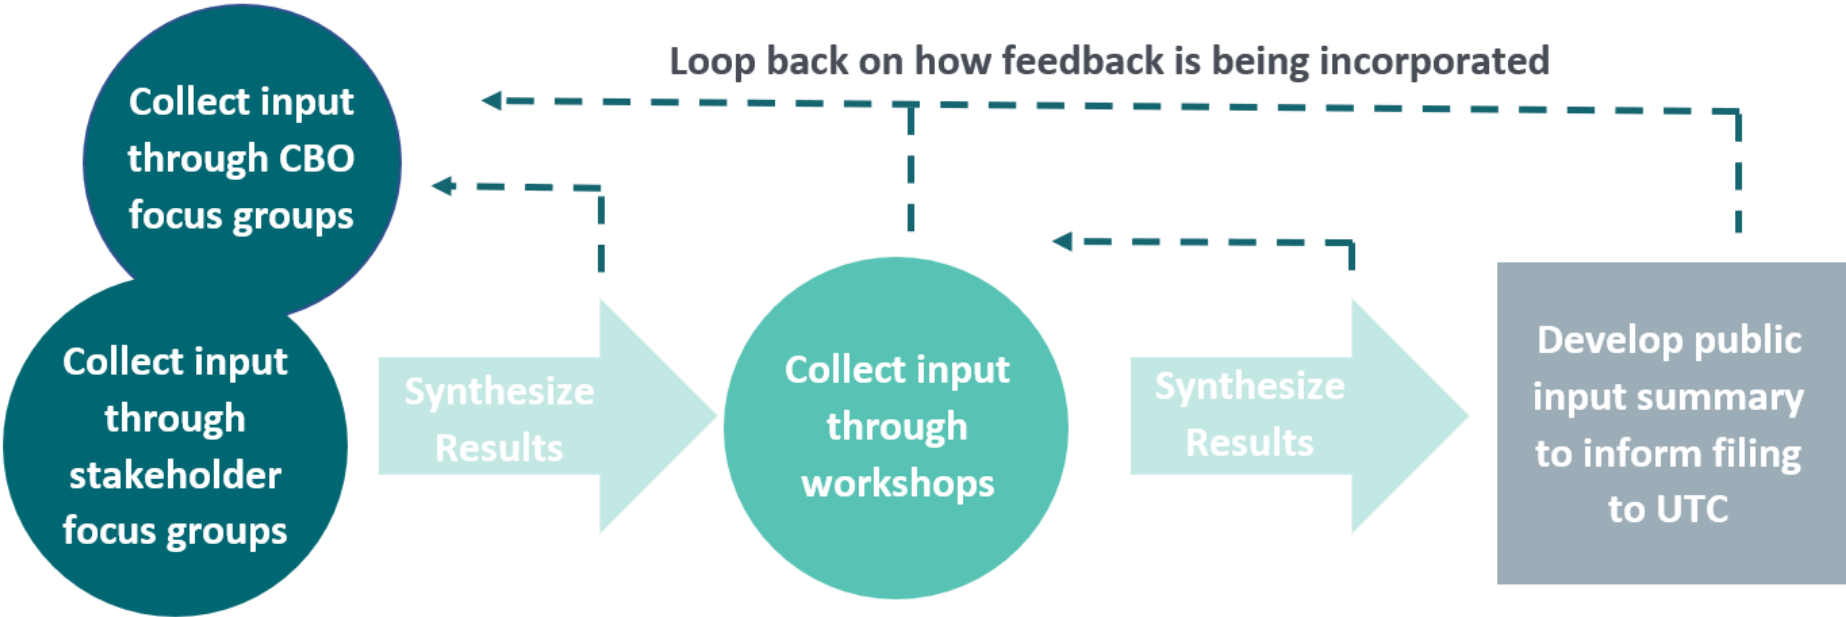 Loop back on how feedback is being incorporated
Collect input
through CBO
focus groups
Collect input
through
stakeholder
focus groups
Synthesize
Results
Collect input
through
workshops
Synthesize
Results
Develop public
input summary
to inform filing
to UTC